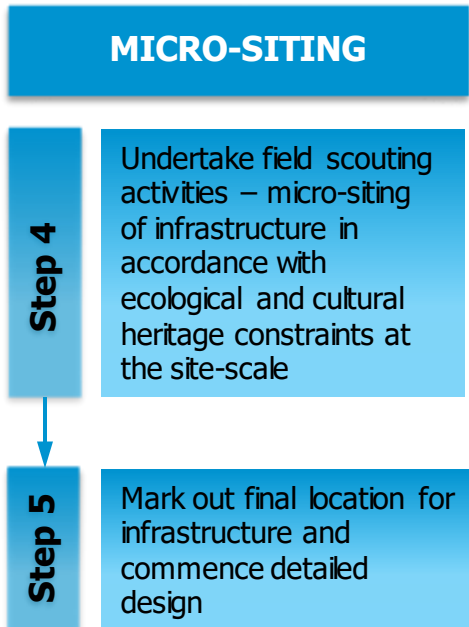 MICRO-SITING
Step 4
Undertake field scouting
activities – micro-siting
of infrastructure in
accordance with
ecological and cultural
heritage constraints at
the site-scale
Step 5
Mark out final location for
infrastructure and
commence detailed
design